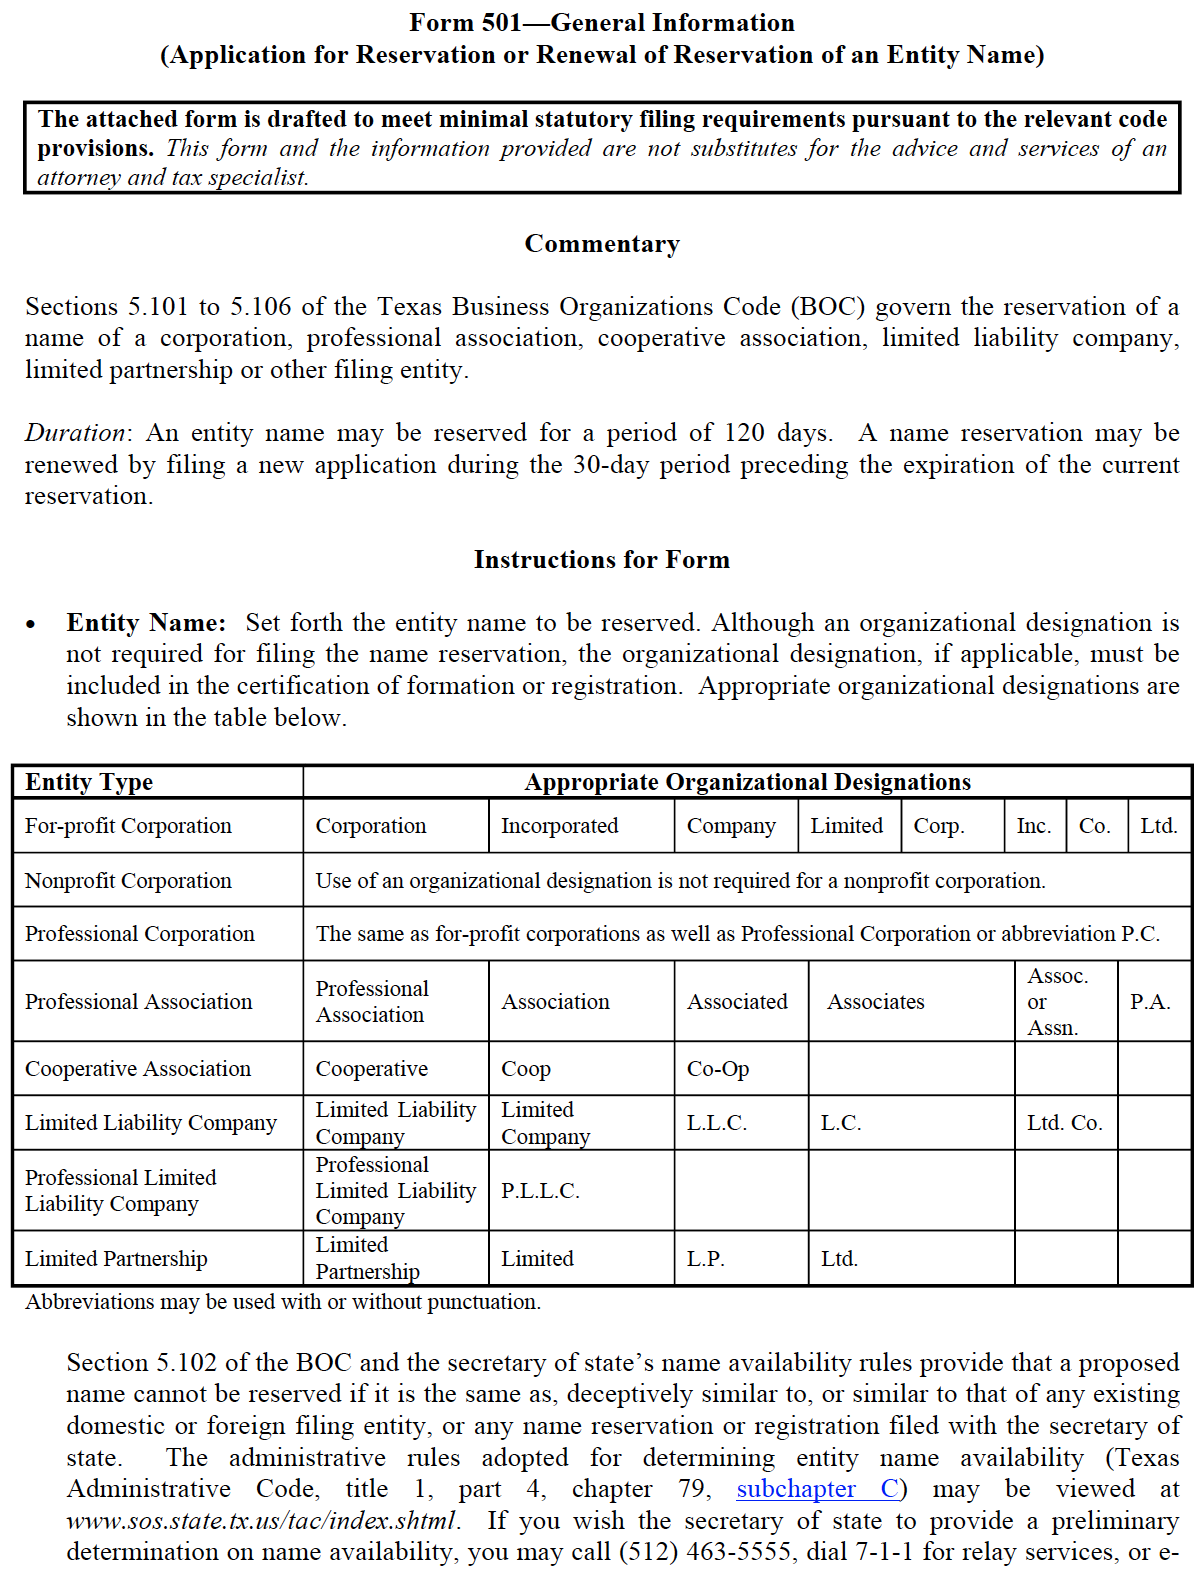 Form 501—General Information
(Application for Reservation or Renewal of Reservation of an Entity Name)
The attached form is drafted to meet minimal statutory filing requirements pursuant to the relevant code
provisions. This form and the information provided are not substitutes for the advice and services of an
attorney and tax specialist.
Commentary
Sections 5.101 to 5.106 of the Texas Business Organizations Code (BOC) govern the reservation of a
name of a corporation, professional association, cooperative association, limited liability company,
limited partnership or other filing entity.
Duration: An entity name may be reserved for a period of 120 days. A name reservation may be
renewed by filing a new application during the 30-day period preceding the expiration of the current
reservation.
Instructions for Form
• Entity Name: Set forth the entity name to be reserved. Although an organizational designation is
not required for filing the name reservation, the organizational designation, if applicable, must be
included in the certification of formation or registration. Appropriate organizational designations are
shown in the table below.
Entity Type Appropriate Organizational Designations
For-profit Corporation Corporation Incorporated Company Limited Corp. Inc. Co. Ltd.
Nonprofit Corporation Use of an organizational designation is not required for a nonprofit corporation.
Professional Corporation The same as for-profit corporations as well as Professional Corporation or abbreviation P.C.
Professional Association
Professional
Association
Association
Associated
Associates
Assoc.
or
Assn.
P.A.
Cooperative Association Cooperative Coop Co-Op
Limited Liability Company
Limited Liability
Company
Limited
Company
L.L.C.
L.C.
Ltd. Co.
Professional Limited
Liability Company
Professional
Limited Liability
Company
P.L.L.C.
Limited Partnership
Limited
Partnership
Limited
L.P.
Ltd.
Abbreviations may be used with or without punctuation.
Section 5.102 of the BOC and the secretary of state’s name availability rules provide that a proposed
name cannot be reserved if it is the same as, deceptively similar to, or similar to that of any existing
domestic or foreign filing entity, or any name reservation or registration filed with the secretary of
state. The administrative rules adopted for determining entity name availability (Texas
Administrative Code, title 1, part 4, chapter 79, subchapter C) may be viewed at
www.sos.state.tx.us/tac/index.shtml. If you wish the secretary of state to provide a preliminary
determination on name availability, you may call (512) 463-5555, dial 7-1-1 for relay services, or e-